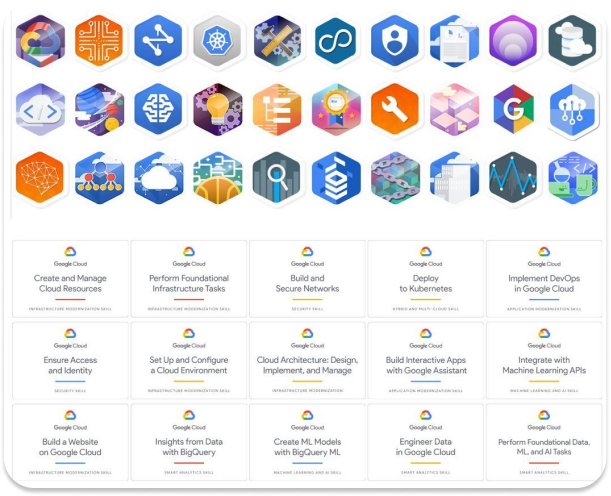 </>
G
Google Cloud
Create and Manage
Cloud Resources
INFRASTRUCTURE MODERNIZATION SKILL
Google Cloud
Perform Foundational
Infrastructure Tasks
INFRASTRUCTURE MODERNIZATION SKILL
Google Cloud
Build and
Secure Networks
SECURITY SKILL
Google Cloud
Deploy
to Kubernetes
HYBRID AND MULTI CLOUD SKILL
Google Cloud
Implement DevOps
in Google Cloud
APPLICATION MODERNIZATION SKILL
Google Cloud
Ensure Access
and Identity
SECURITY SKILL
Google Cloud
Set Up and Configure
a Cloud Environment
INFRASTRUCTURE MODERNIZATION SKILL
Google Cloud
Cloud Architecture: Design,
Implement, and Manage
INFRASTRUCTURE MODERNIZATION
Google Cloud
Build Interactive Apps
with Google Assistant
APPLICATION MODERNIZATION SKILL
Google Cloud
Integrate with
Machine Learning APIs
MACHINE LEARNING AND AI SKILL
Google Cloud
Build a Website
on Google Cloud
INFRASTRUCTURE MODERNIZATION SKILL
Google Cloud
Insights from Data
with BigQuery
SMART ANALYTICS SKILL
Google Cloud
Create ML Models
with BigQuery ML
MACHINE LEARNING AND AI SKILL
Google Cloud
Engineer Data
in Google Cloud
SMART ANALYTICS SKILL
Google Cloud
Perform Foundational Data,
ML, and AI Tasks
SMART ANALYTICS SKILL